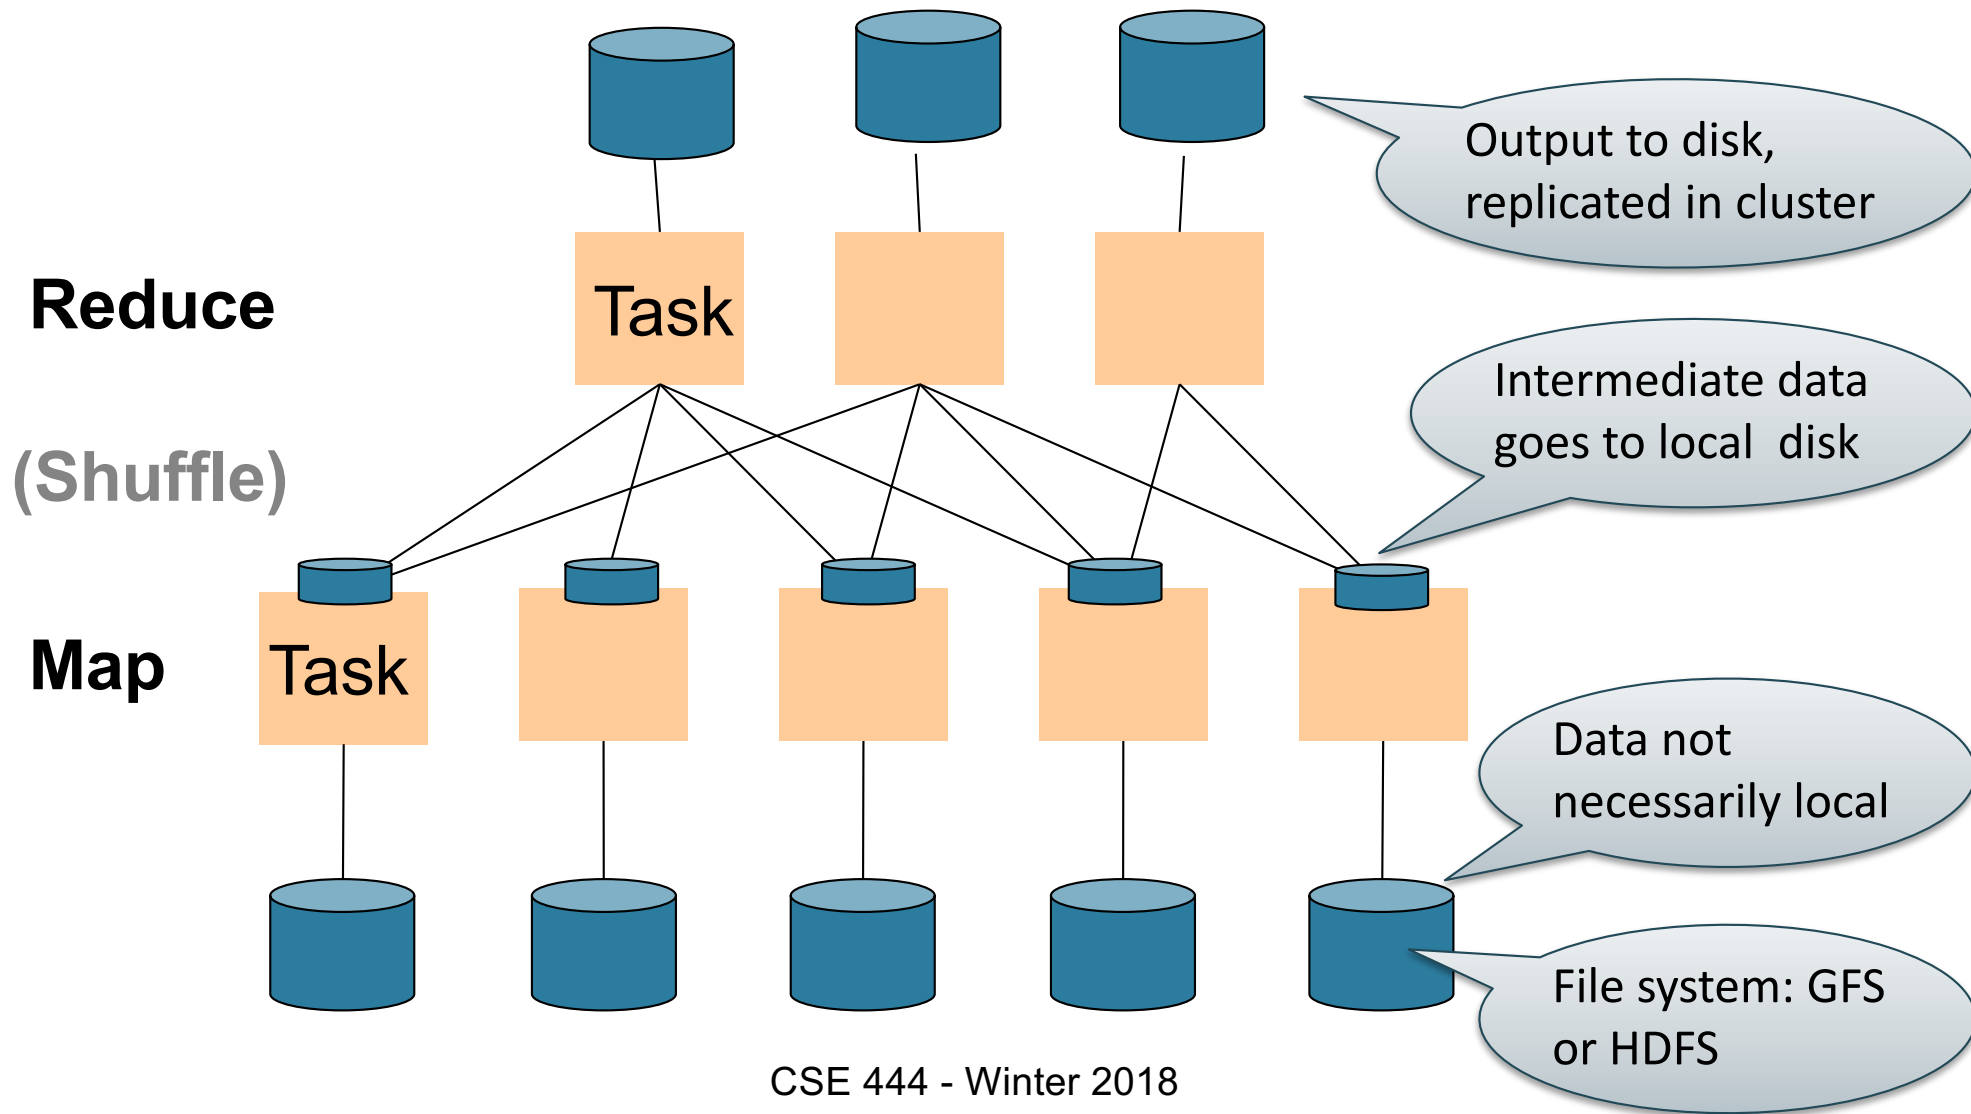 Output to disk,
replicated in cluster
Reduce
Task
Intermediate data
goes to local disk
(Shuffle)
Map
Task
Data not
necessarily local
File system: GFS
or HDFS
CSE 444 - Winter 2018